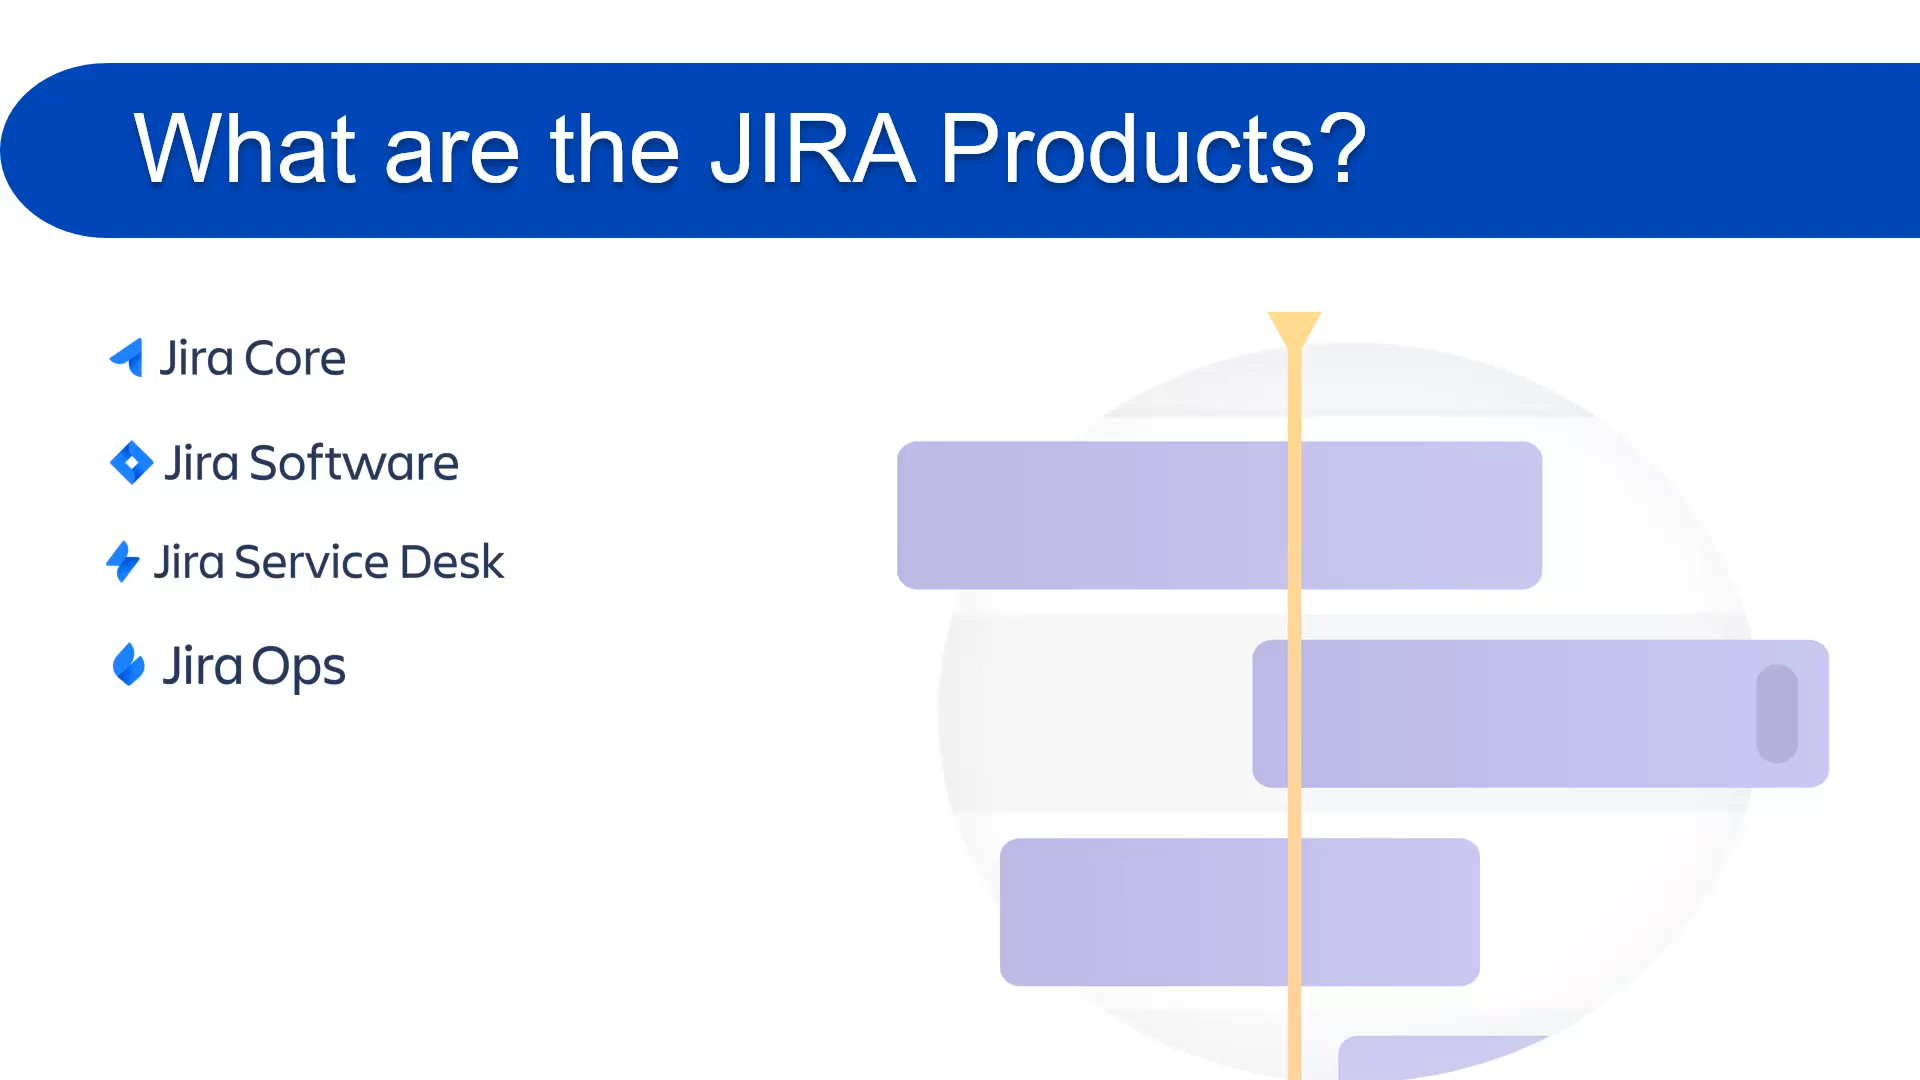 What are the JIRA Products?
Jira Core
Jira Software
Jira Service Desk
Jira Ops